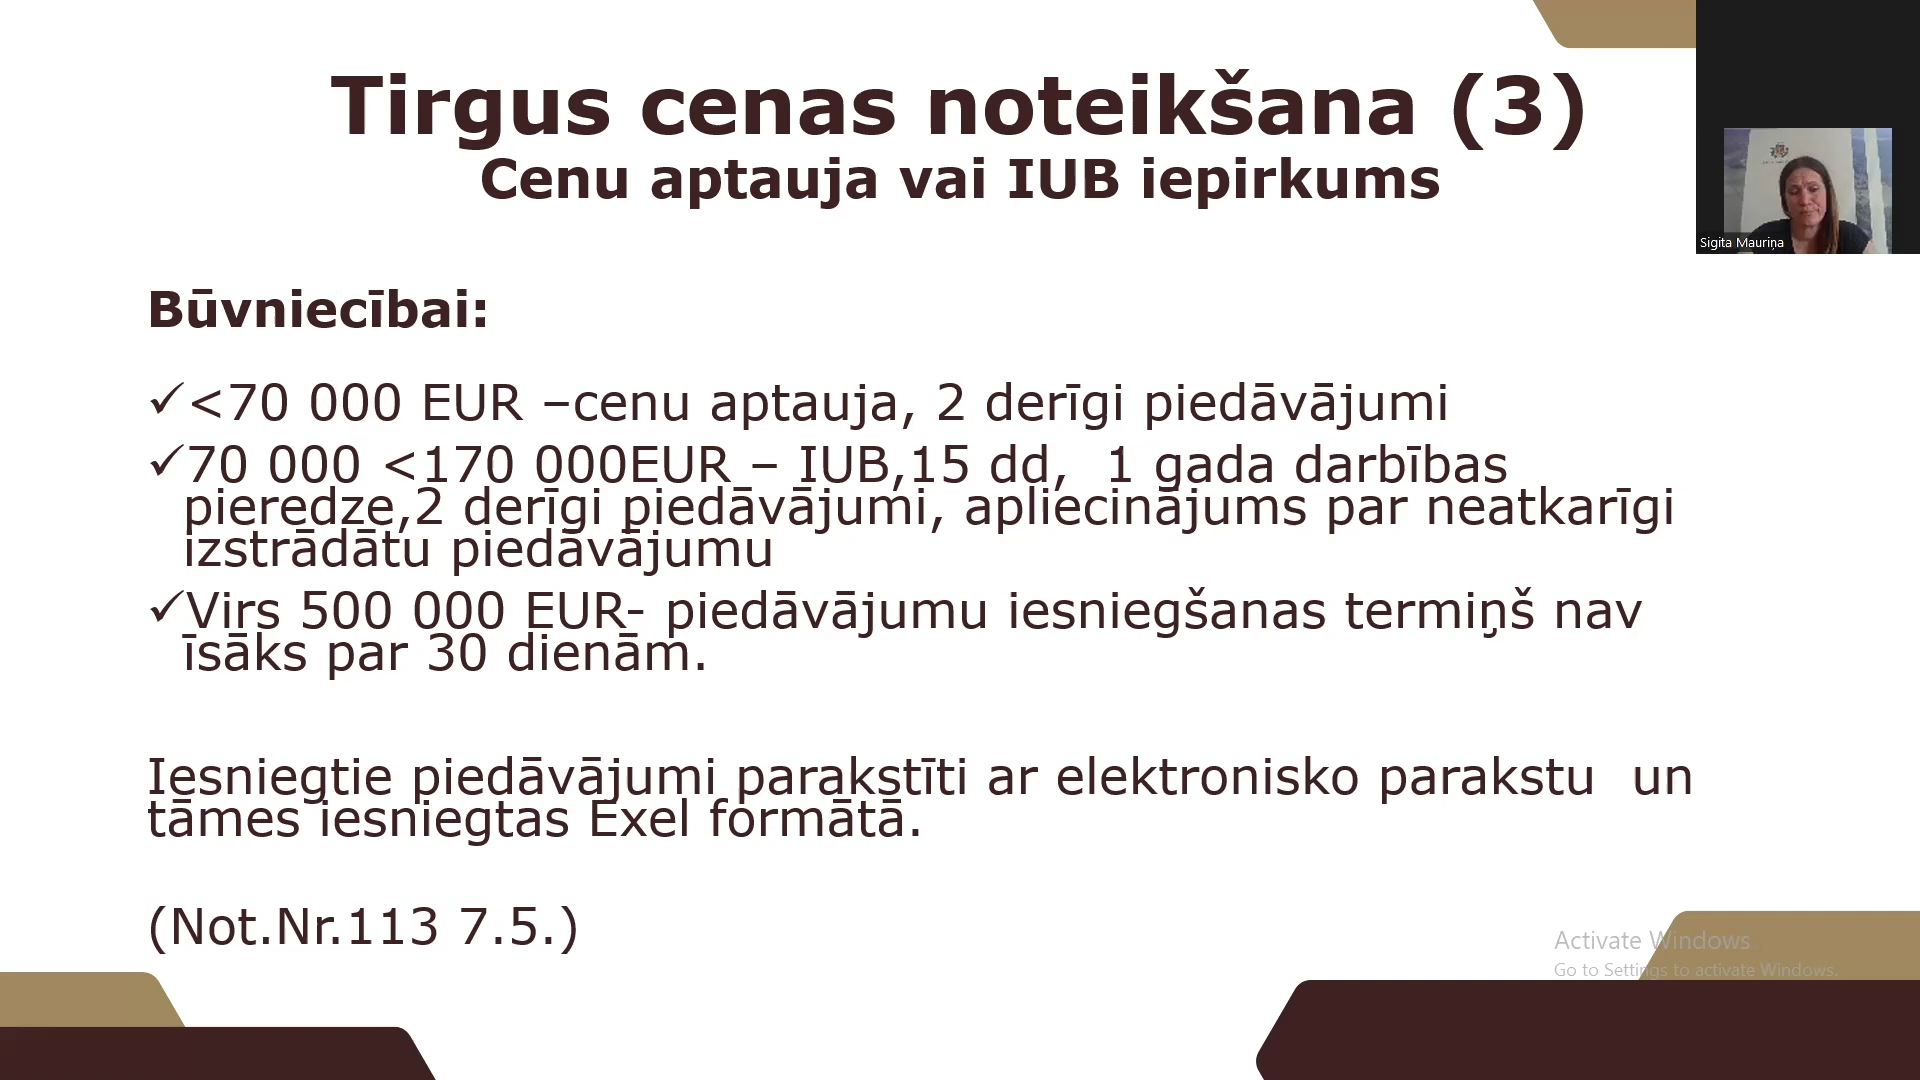 Tirgus cenas noteikšana (3)
Cenu aptauja vai IUB iepirkums
Sigita Mauriņa
Būvniecībai:
✓<70 000 EUR –cenu aptauja, 2 derīgi piedāvājumi
✓70 000 <170 000EUR – IUB,15 dd,  1 gada darbības
pieredze,2 derīgi piedāvājumi, apliecinājums par neatkarīgi
izstrādātu piedāvājumu
✓Virs 500 000 EUR- piedāvājumu iesniegšanas termiņš nav
īsāks par 30 dienām.
Iesniegtie piedāvājumi parakstīti ar elektronisko parakstu  un
tāmes iesniegtas Exel formātā.
(Not.Nr.113 7.5.)
Activate Windows
Go to Settings to activate Windows.